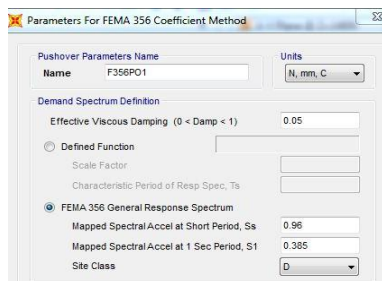 Parameters For FEMA 356 Coefficient Method
Pushover Parameters Name
Name F356PO1
Units
N, mm, C
Demand Spectrum Definition
Effective Viscous Damping (0 < Damp < 1) 0.05
Defined Function
Scale Factor
Characteristic Period of Resp Spec, Ts
FEMA 356 General Response Spectrum
Mapped Spectral Accel at Short Period, Ss 0.96
Mapped Spectral Accel at 1 Sec Period, S1 0.385
Site Class D